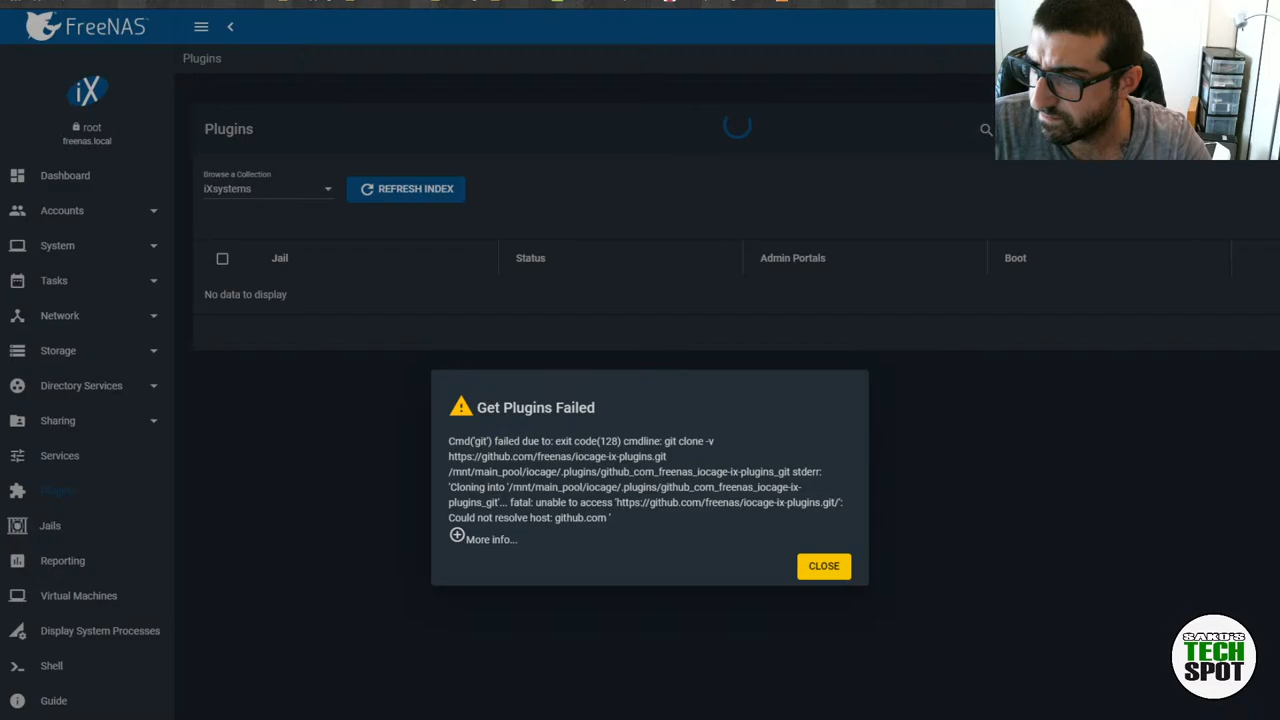 FreeNAS
Plugins
iX
root
freenas.local
Plugins
Browse a Collection
iXsystems
REFRESH INDEX
Dashboard
Accounts
System
Tasks
Network
Storage
Directory Services
Sharing
Services
Plugins
Jails
Reporting
Virtual Machines
Display System Processes
Shell
Guide
Jail
Status
Admin Portals
Boot
No data to display
Get Plugins Failed
Cmd('git') failed due to: exit code(128) cmdline: git clone -v
https://github.com/freenas/iocage-ix-plugins.git
/mnt/main_pool/iocage/.plugins/github_com_freenas_iocage-ix-plugins_git stderr:
'Cloning into '/mnt/main_pool/iocage/.plugins/github_com_freenas_iocage-ix-
plugins_git'... fatal: unable to access 'https://github.com/freenas/iocage-ix-plugins.git/':
Could not resolve host: github.com '
More info...
CLOSE
SAKO'S
TECH
SPOT